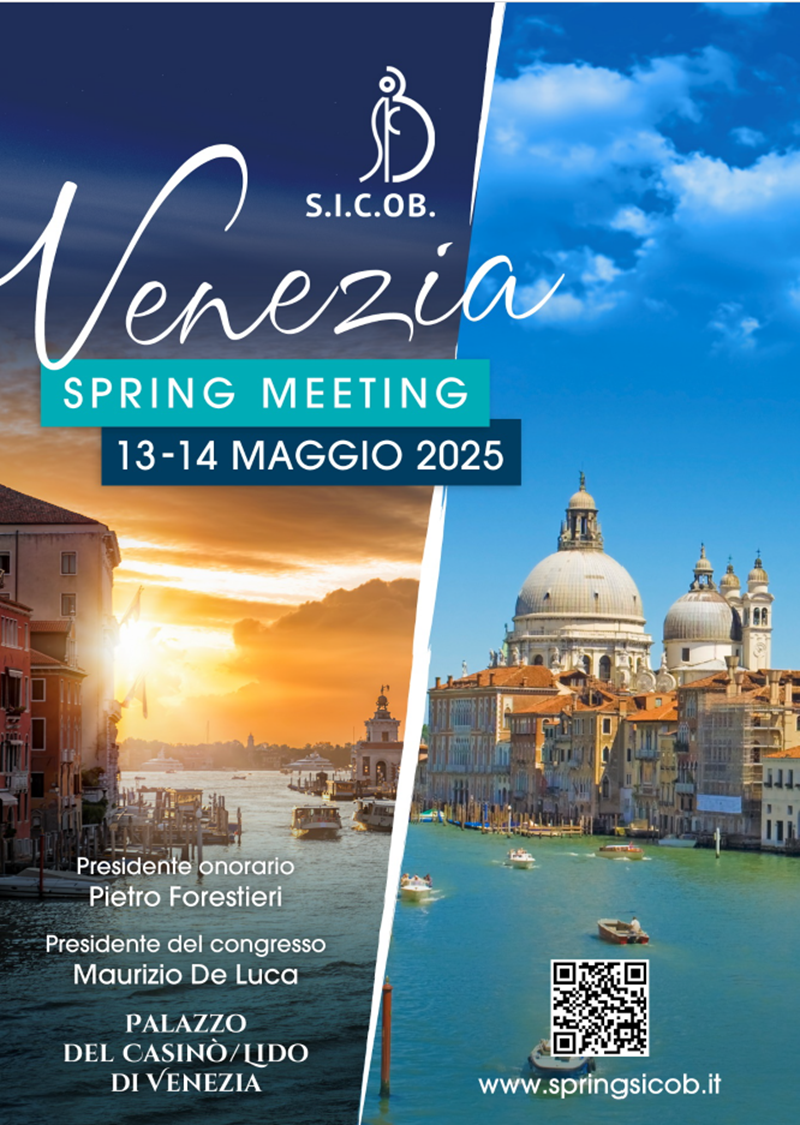 S.I.C.OB.
Venezia
SPRING MEETING
13-14 MAGGIO 2025
Presidente onorario
Pietro Forestieri
Presidente del congresso
Maurizio De Luca
PALAZZO
DEL CASINÒ/LIDO
DI VENEZIA
www.springsicob.it